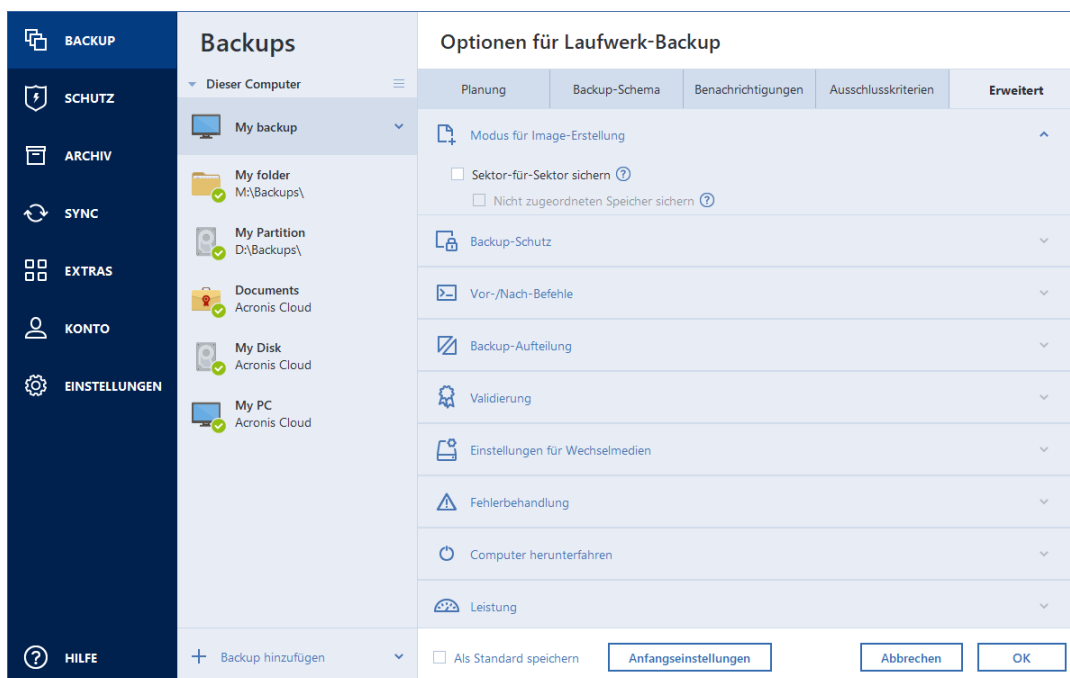 BACKUP
SCHUTZ
ARCHIV
SYNC
EXTRAS
KONTO
EINSTELLUNGEN
HILFE
Backups
Dieser Computer
My backup
My folder
M:\Backups\
My Partition
D:\Backups\
Documents
Acronis Cloud
My Disk
Acronis Cloud
My PC
Acronis Cloud
Backup hinzufügen
Optionen für Laufwerk-Backup
Planung
Backup-Schema
Benachrichtigungen
Ausschlusskriterien
Erweitert
Modus für Image-Erstellung
Sektor-für-Sektor sichern ?
Nicht zugeordneten Speicher sichern ?
Backup-Schutz
Vor-/Nach-Befehle
Backup-Aufteilung
Validierung
Einstellungen für Wechselmedien
Fehlerbehandlung
Computer herunterfahren
Leistung
Als Standard speichern
Anfangseinstellungen
Abbrechen
OK